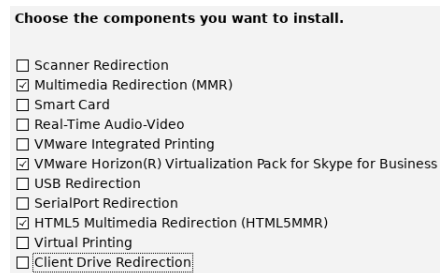 Choose the components you want to install.
Scanner Redirection
Multimedia Redirection (MMR)
Smart Card
Real-Time Audio-Video
VMware Integrated Printing
VMware Horizon(R) Virtualization Pack for Skype for Business
USB Redirection
SerialPort Redirection
HTML5 Multimedia Redirection (HTML5MMR)
Virtual Printing
Client Drive Redirection